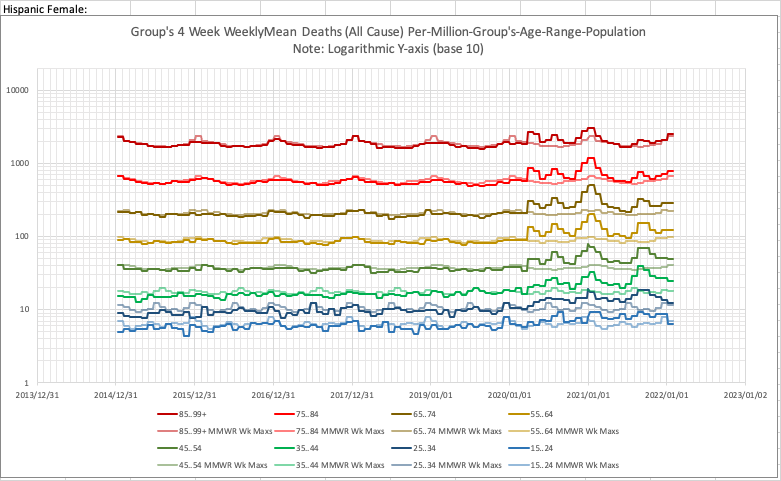 Hispanic Female:
Group's 4 Week WeeklyMean Deaths (All Cause) Per-Million-Group's-Age-Range-Population
Note: Logarithmic Y-axis (base 10)
10000
1000
100
10
1
2013/12/31 2014/12/31 2015/12/31 2016/12/31 2017/12/31 2019/01/01 2020/01/01 2021/01/01 2022/01/01 2023/01/02
85..99+ 75..84 65..74 55..64
85..99+ MMWR Wk Maxs 75..84 MMWR Wk Maxs 65..74 MMWR Wk Maxs 55..64 MMWR Wk Maxs
45..54 35..44 25..34 15..24
45..54 MMWR Wk Maxs 35..44 MMWR Wk Maxs 25..34 MMWR Wk Maxs 15..24 MMWR Wk Maxs